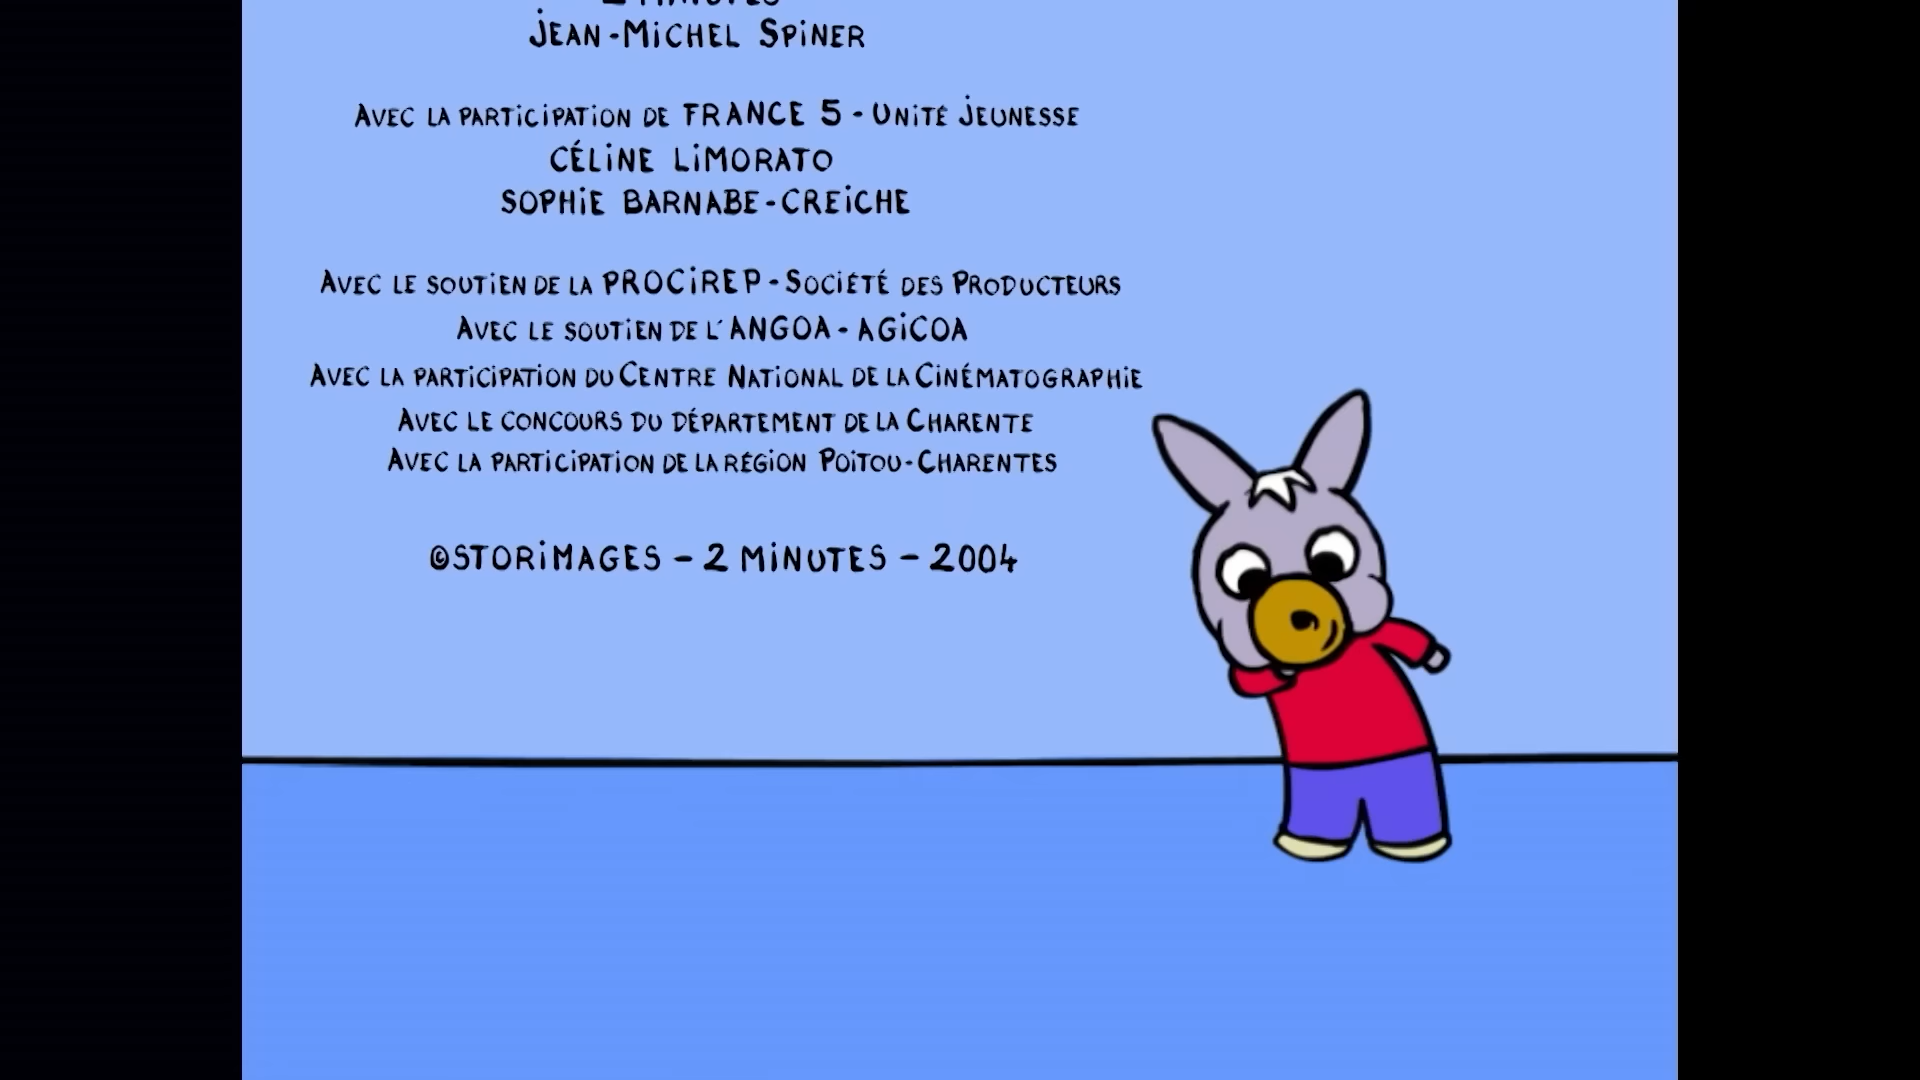 2 MINUTES
JEAN-MICHEL SPINER
AVEC LA PARTICIPATION DE FRANCE 5 - UNITÉ JEUNESSE
CÉLINE LIMORATO
SOPHIE BARNABE-CREICHE
AVEC LE SOUTIEN DE LA PROCIREP - SOCIÉTÉ DES PRODUCTEURS
AVEC LE SOUTIEN DE L'ANGOA - AGICOA
AVEC LA PARTICIPATION DU CENTRE NATIONAL DE LA CINÉMATOGRAPHIE
AVEC LE CONCOURS DU DÉPARTEMENT DE LA CHARENTE
AVEC LA PARTICIPATION DE LA RÉGION POITOU-CHARENTES
©STORIMAGES - 2 MINUTES - 2004